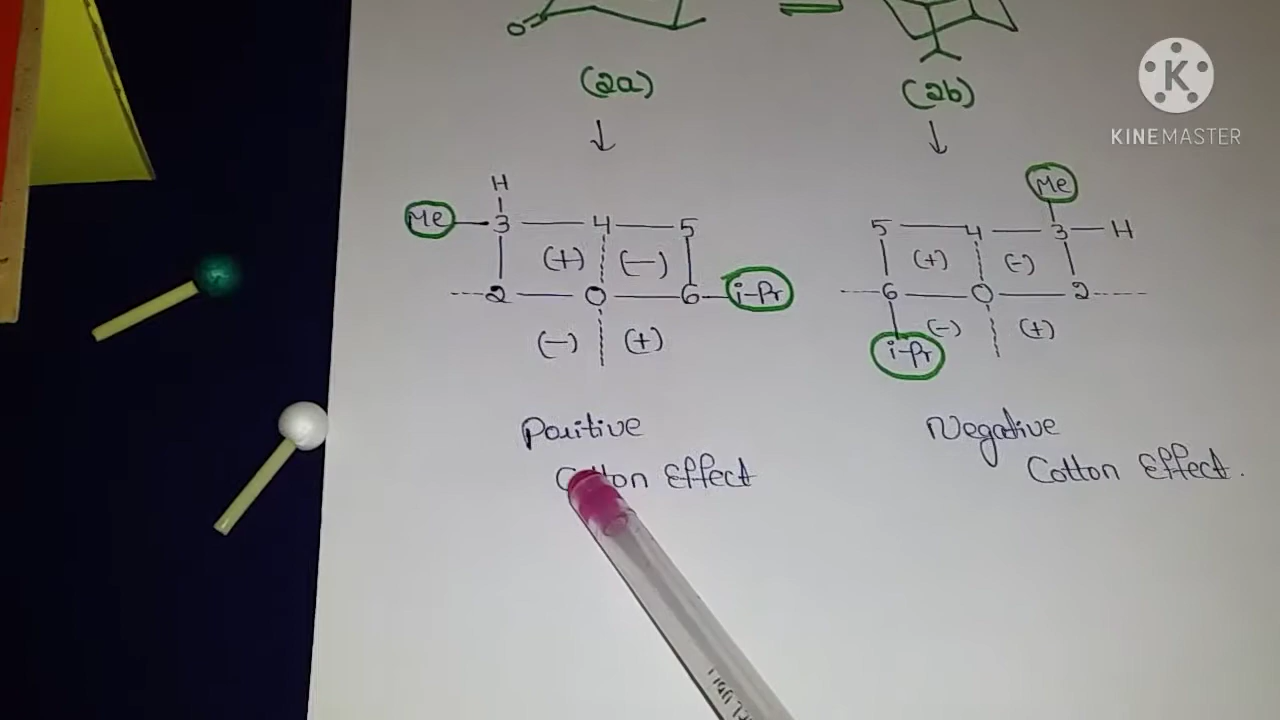 O
(2a) (2b)
K
KINEMASTER
↓ ↓
H
Me 3 4 5
(+) (-)
2 O 6 i-Pr
(-) (+)
Me
5 4 3 H
(+) (-)
6 O 2
(-) (+)
i-Pr
Positive
Cotton Effect
Negative
Cotton Effect.